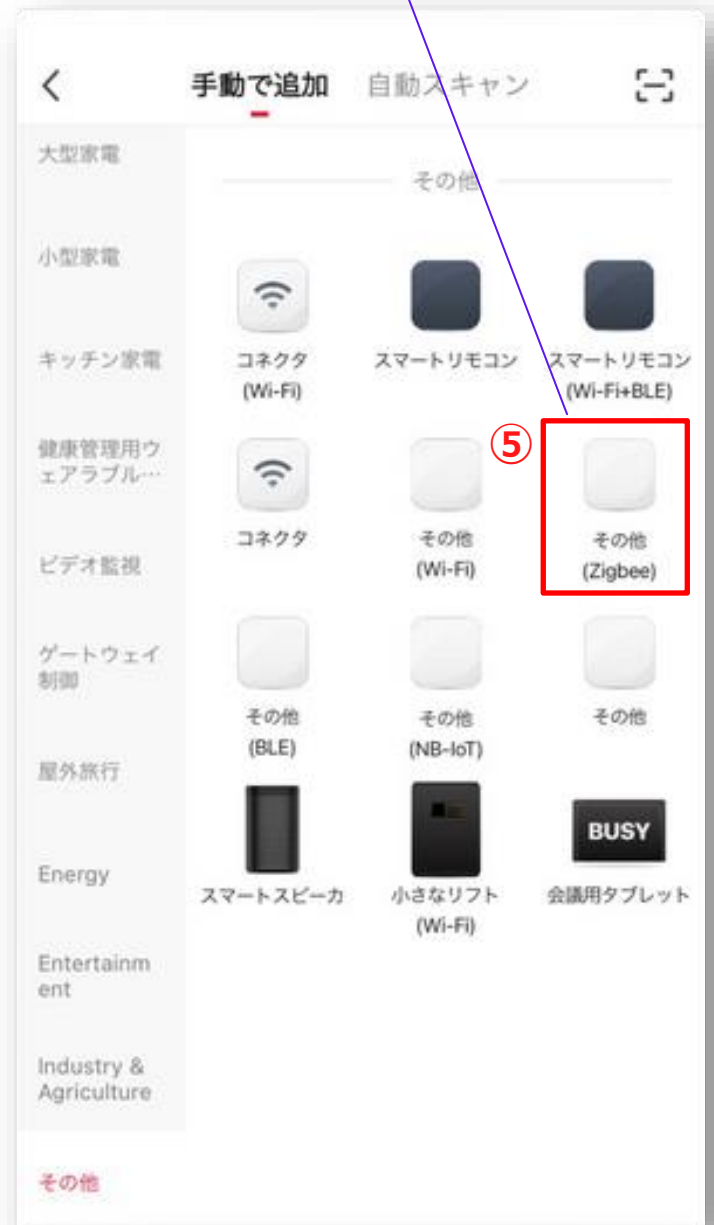 手動で追加 自動スキャン
大型家電
小型家電
キッチン家電
健康管理用ウ
ェアラブル…
ビデオ監視
ゲートウェイ
制御
屋外旅行
Energy
Entertainm
ent
Industry &
Agriculture
その他
その他
コネクタ
(Wi-Fi)
スマートリモコン
スマートリモコン
(Wi-Fi+BLE)
コネクタ
その他
(Wi-Fi)
⑤
その他
(Zigbee)
その他
(BLE)
その他
(NB-IoT)
その他
スマートスピーカ
小さなリフト
(Wi-Fi)
BUSY
会議用タブレット